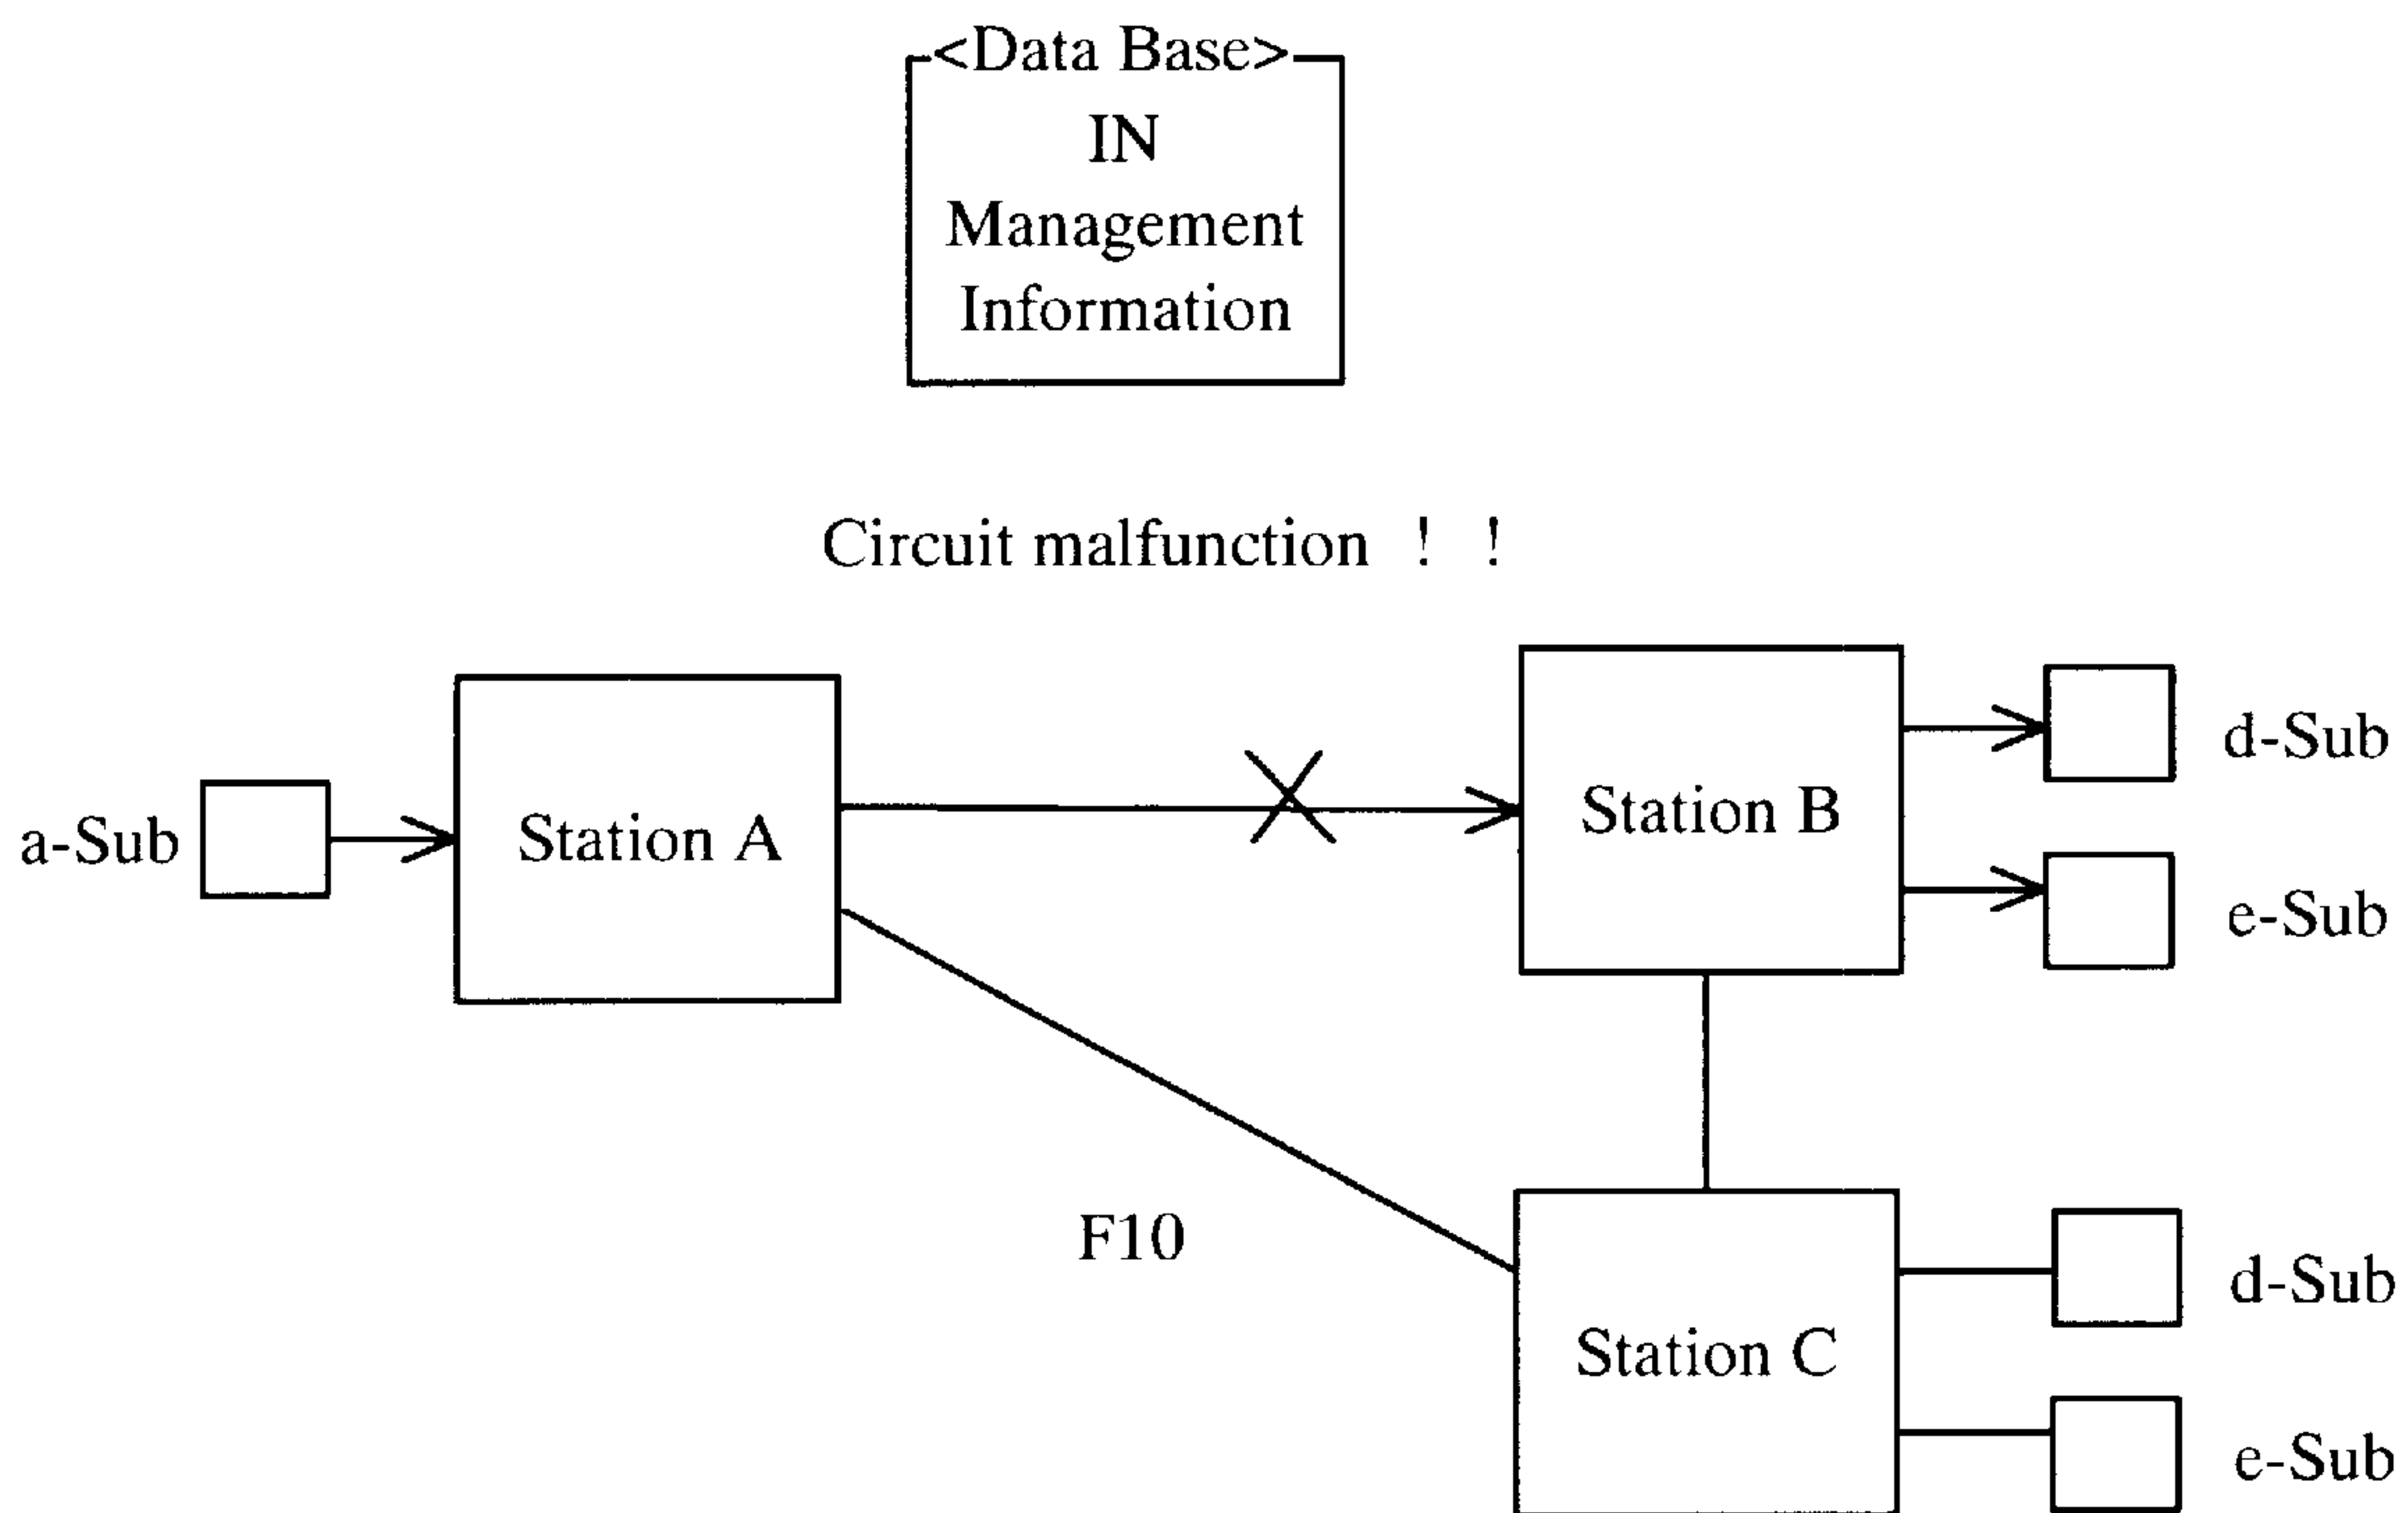 <Data Base>
IN
Management
Information
Circuit malfunction ! !
a-Sub
Station A
Station B
d-Sub
e-Sub
F10
Station C
d-Sub
e-Sub